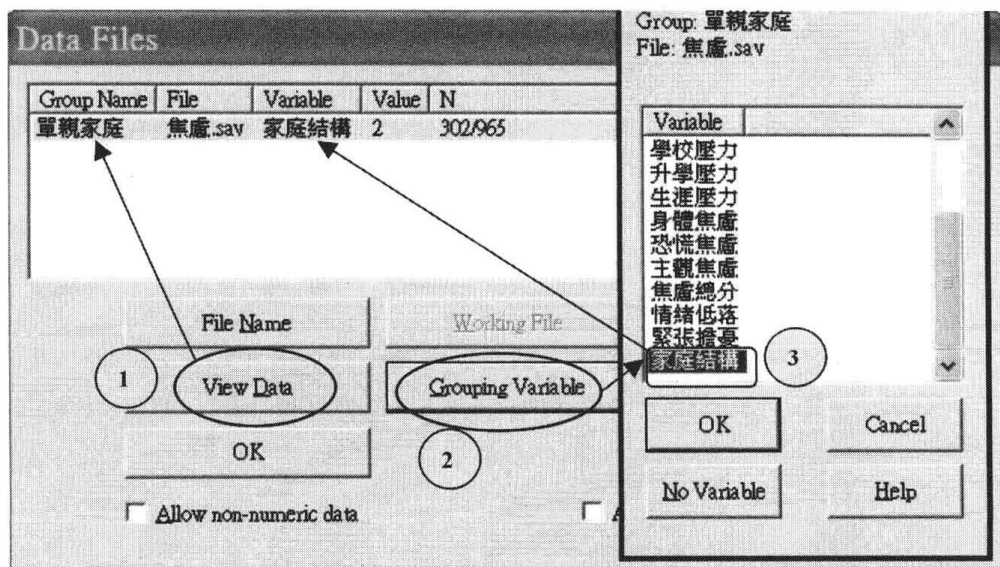 Data Files
Group Name File Variable Value N
單親家庭 焦慮.sav 家庭結構 2 302/965
File Name
Working File
1
View Data
Grouping Variable
OK
2
Allow non-numeric data
A
Group: 單親家庭
File: 焦慮.sav
Variable
學校壓力
升學壓力
生涯壓力
身體焦慮
恐慌焦慮
主觀焦慮
焦慮總分
情緒低落
緊張擔憂
家庭結構
3
OK
Cancel
No Variable
Help